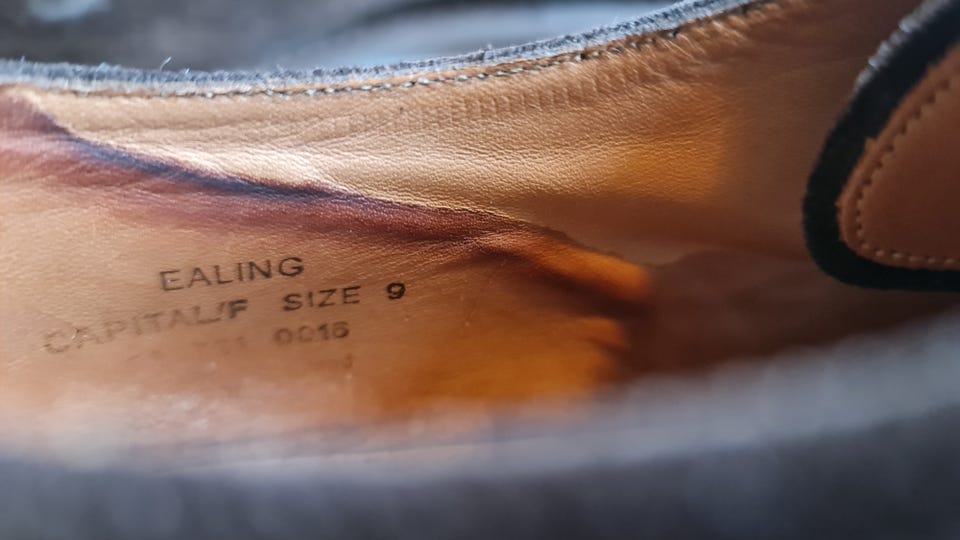 EALING
CAPITAL/F SIZE 9
0016